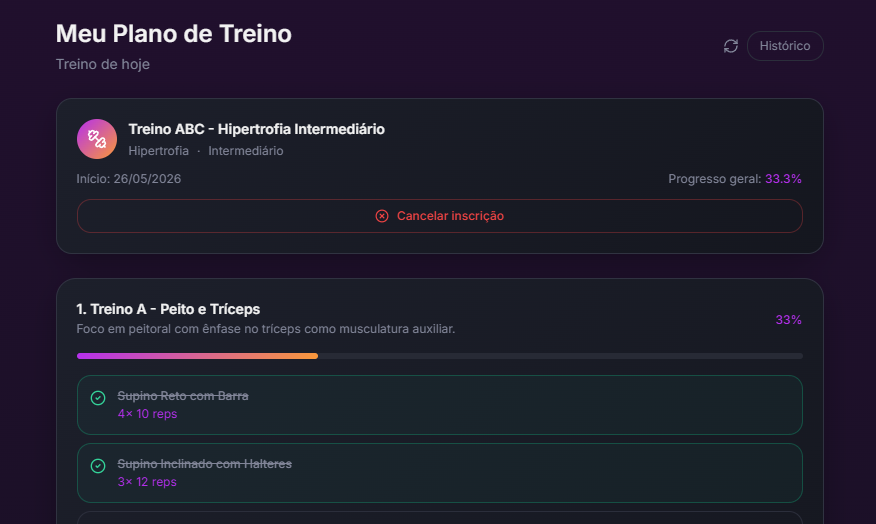 Meu Plano de Treino
Treino de hoje
Histórico
Treino ABC - Hipertrofia Intermediário
Hipertrofia · Intermediário
Início: 26/05/2026
Progresso geral: 33.3%
Cancelar inscrição
1. Treino A - Peito e Tríceps
Foco em peitoral com ênfase no tríceps como musculatura auxiliar.
33%
Supino Reto com Barra
4× 10 reps
Supino Inclinado com Halteres
3× 12 reps